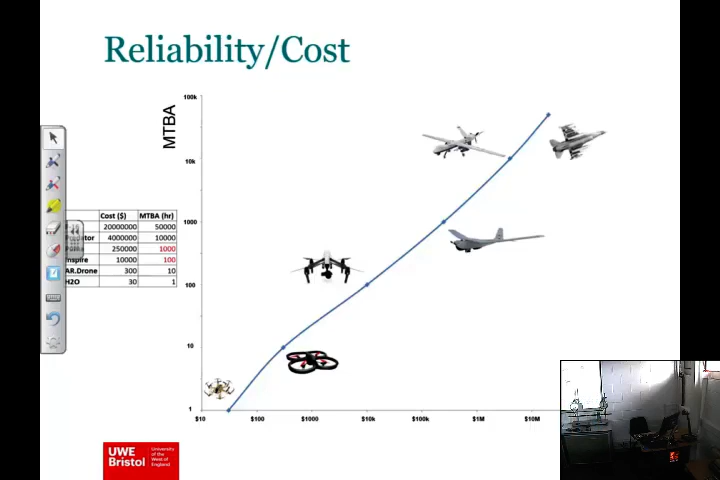 Reliability/Cost
MTBA
100k
10k
1000
100
10
1
$10 $100 $1000 $10k $100k $1M $10M
Cost ($) MTBA (hr)
20000000 50000
4000000 10000
250000 1000
10000 100
AR.Drone 300 10
H2O 30 1
UWE
Bristol
University
of the
West of
England